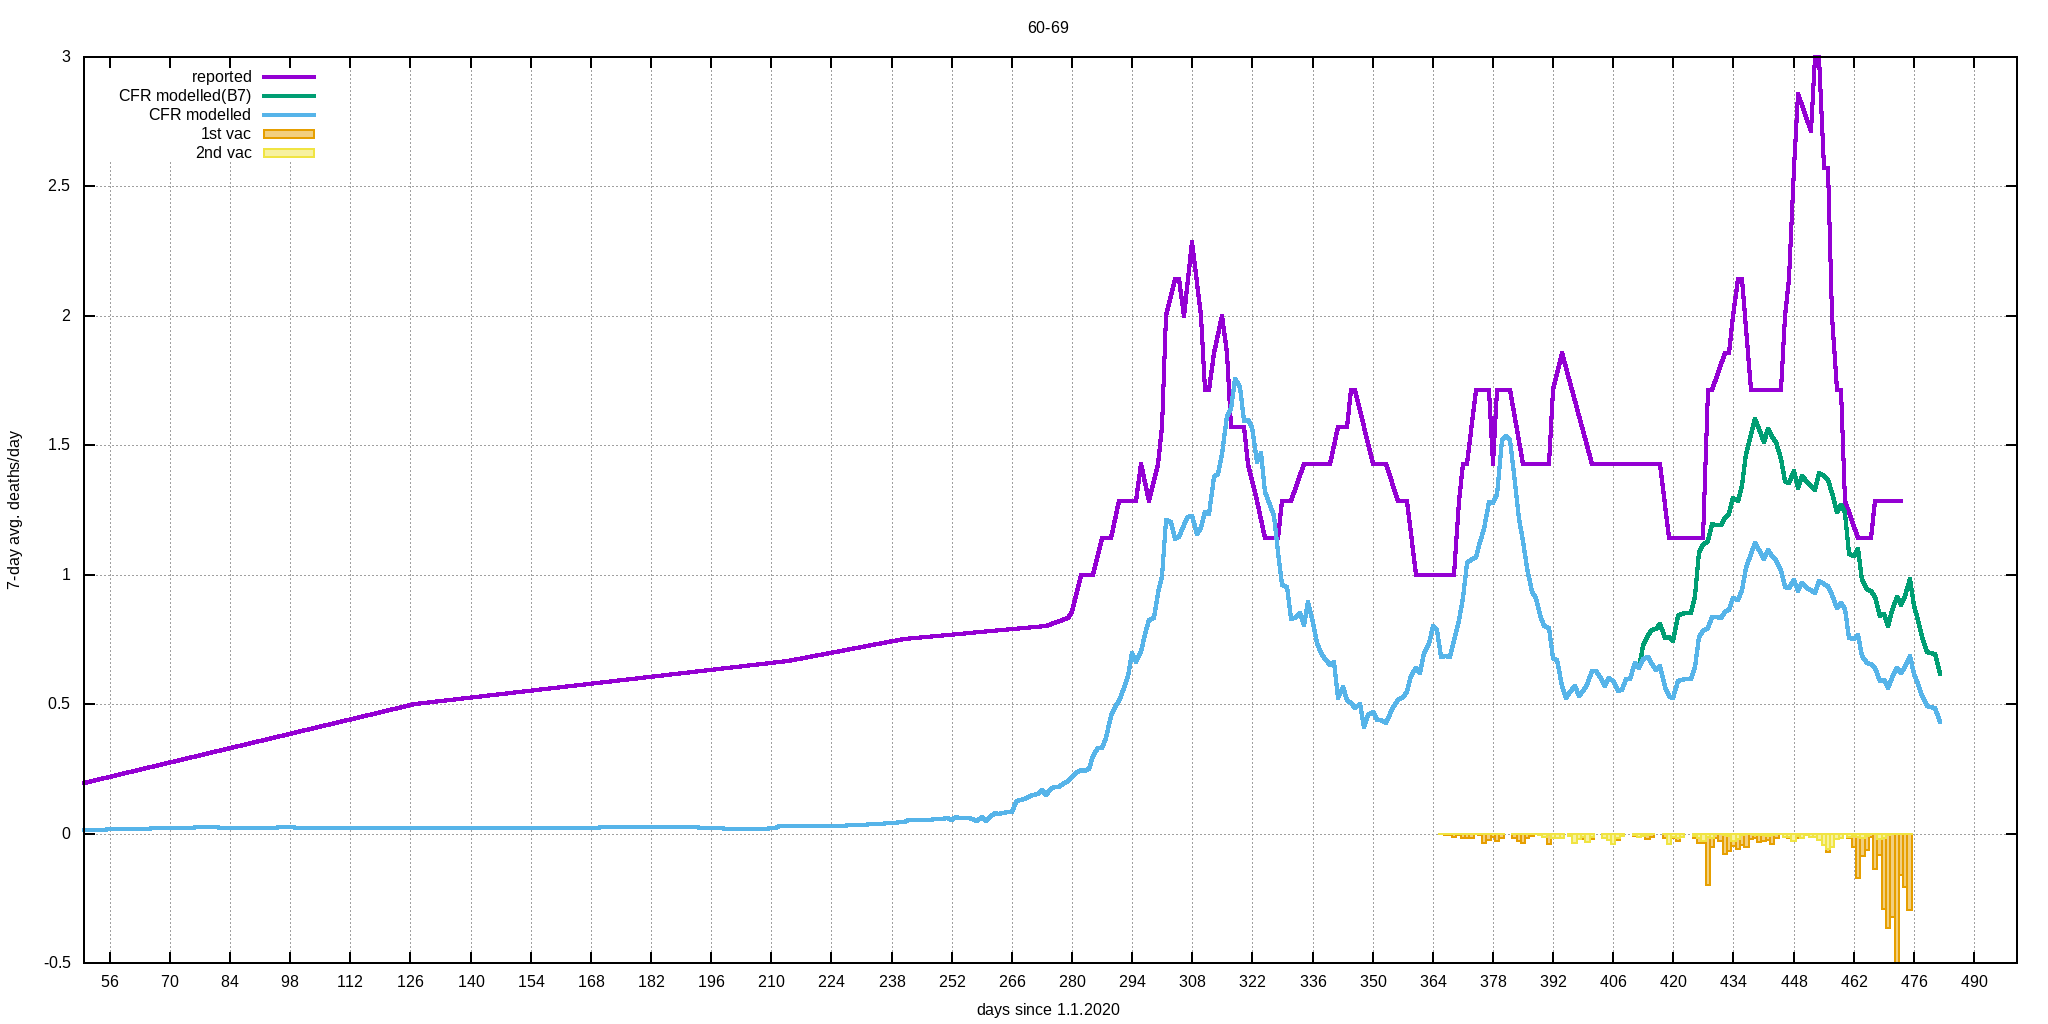 60-69
reported
CFR modelled(B7)
CFR modelled
1st vac
2nd vac
3
2.5
2
1.5
1
0.5
0
-0.5
7-day avg. deaths/day
56 70 84 98 112 126 140 154 168 182 196 210 224 238 252 266 280 294 308 322 336 350 364 378 392 406 420 434 448 462 476 490
days since 1.1.2020